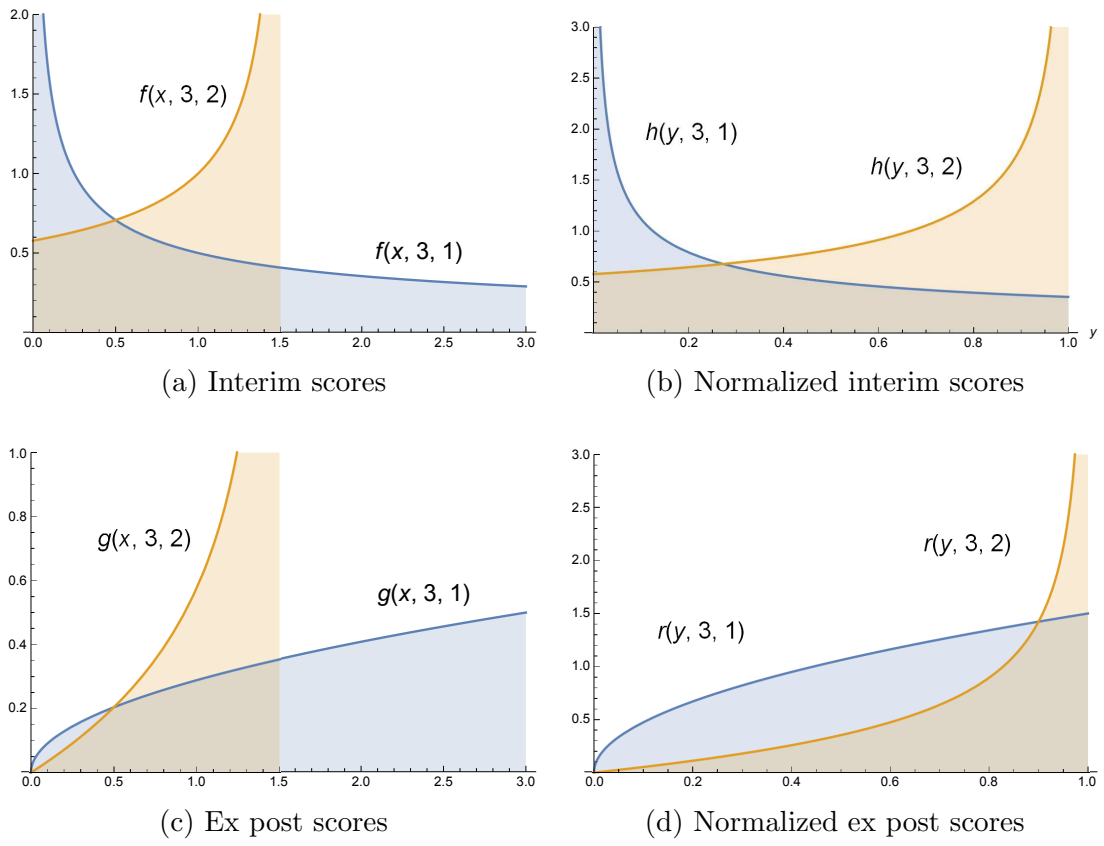 2.0
1.5
1.0
0.5
0.0 0.5 1.0 1.5 2.0 2.5 3.0
f(x, 3, 2)
f(x, 3, 1)
(a) Interim scores
3.0
2.5
2.0
1.5
1.0
0.5
0.2 0.4 0.6 0.8 1.0
y
h(y, 3, 1)
h(y, 3, 2)
(b) Normalized interim scores
1.0
0.8
0.6
0.4
0.2
0.0 0.5 1.0 1.5 2.0 2.5 3.0
g(x, 3, 2)
g(x, 3, 1)
(c) Ex post scores
3.0
2.5
2.0
1.5
1.0
0.5
0.0 0.2 0.4 0.6 0.8 1.0
r(y, 3, 2)
r(y, 3, 1)
(d) Normalized ex post scores